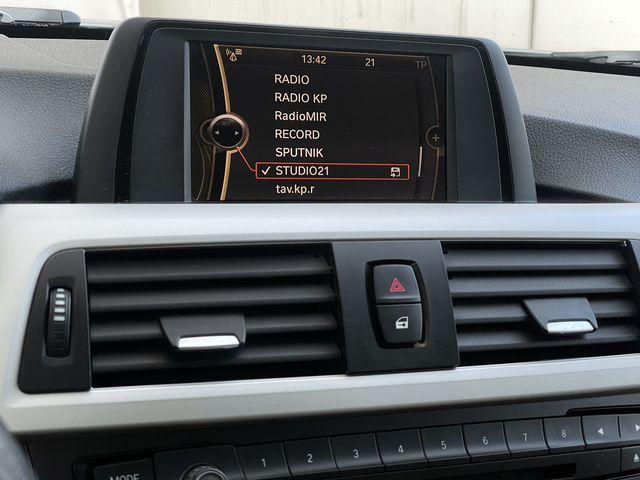 13:42 21 TP
RADIO
RADIO KP
RadioMIR
RECORD
SPUTNIK
STUDIO21
tav.kp.r
MODE 1 2 3 4 5 6 7 8